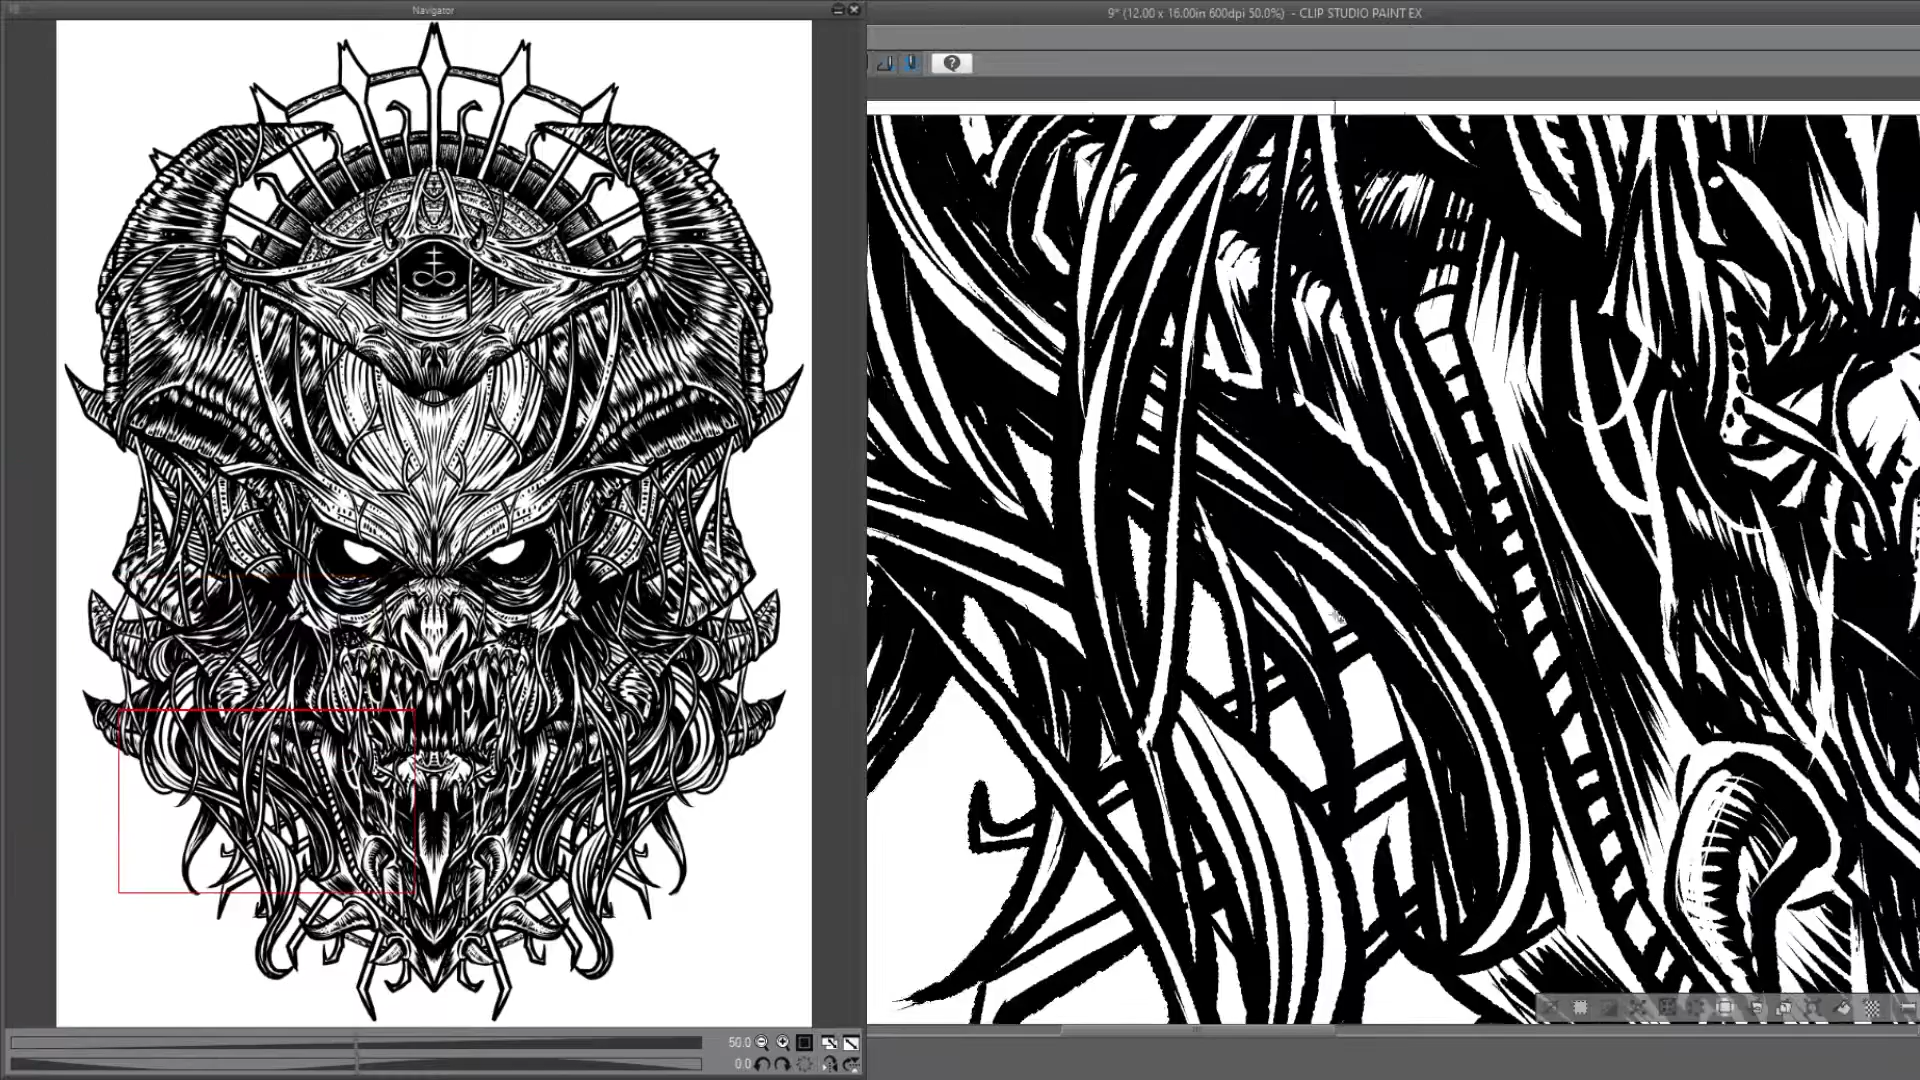 Navigator
9* (12.00 x 16.00in 600dpi 50.0%) - CLIP STUDIO PAINT EX
50.0
0.0